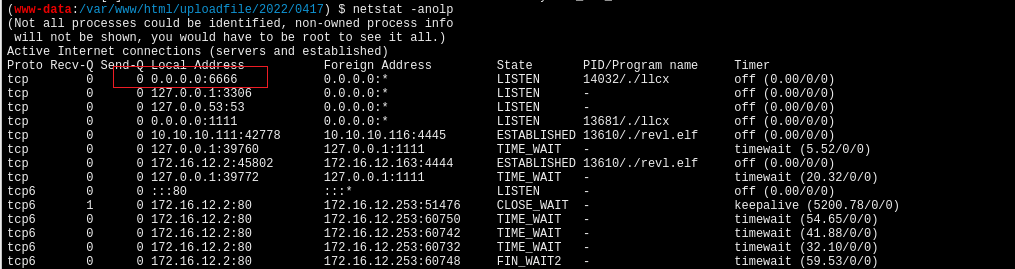 (www-data:/var/www/html/uploadfile/2022/0417) $ netstat -anolp
(Not all processes could be identified, non-owned process info
 will not be shown, you would have to be root to see it all.)
Active Internet connections (servers and established)
Proto Recv-Q Send-Q Local Address           Foreign Address         State       PID/Program name     Timer
tcp        0      0 0.0.0.0:6666            0.0.0.0:*               LISTEN      14032/./llcx         off (0.00/0/0)
tcp        0      0 127.0.0.1:3306          0.0.0.0:*               LISTEN      -                    off (0.00/0/0)
tcp        0      0 127.0.0.53:53           0.0.0.0:*               LISTEN      -                    off (0.00/0/0)
tcp        0      0 0.0.0.0:1111            0.0.0.0:*               LISTEN      13681/./llcx         off (0.00/0/0)
tcp        0      0 10.10.10.111:42778      10.10.10.116:4445       ESTABLISHED 13610/./revl.elf     off (0.00/0/0)
tcp        0      0 127.0.0.1:39760         127.0.0.1:1111          TIME_WAIT   -                    timewait (5.52/0/0)
tcp        0      0 172.16.12.2:45802       172.16.12.163:4444      ESTABLISHED 13610/./revl.elf     off (0.00/0/0)
tcp        0      0 127.0.0.1:39772         127.0.0.1:1111          TIME_WAIT   -                    timewait (20.32/0/0)
tcp6       0      0 :::80                   :::*                    LISTEN      -                    off (0.00/0/0)
tcp6       1      0 172.16.12.2:80          172.16.12.253:51476     CLOSE_WAIT  -                    keepalive (5200.78/0/0)
tcp6       0      0 172.16.12.2:80          172.16.12.253:60750     TIME_WAIT   -                    timewait (54.65/0/0)
tcp6       0      0 172.16.12.2:80          172.16.12.253:60742     TIME_WAIT   -                    timewait (41.88/0/0)
tcp6       0      0 172.16.12.2:80          172.16.12.253:60732     TIME_WAIT   -                    timewait (32.10/0/0)
tcp6       0      0 172.16.12.2:80          172.16.12.253:60748     FIN_WAIT2   -                    timewait (59.53/0/0)